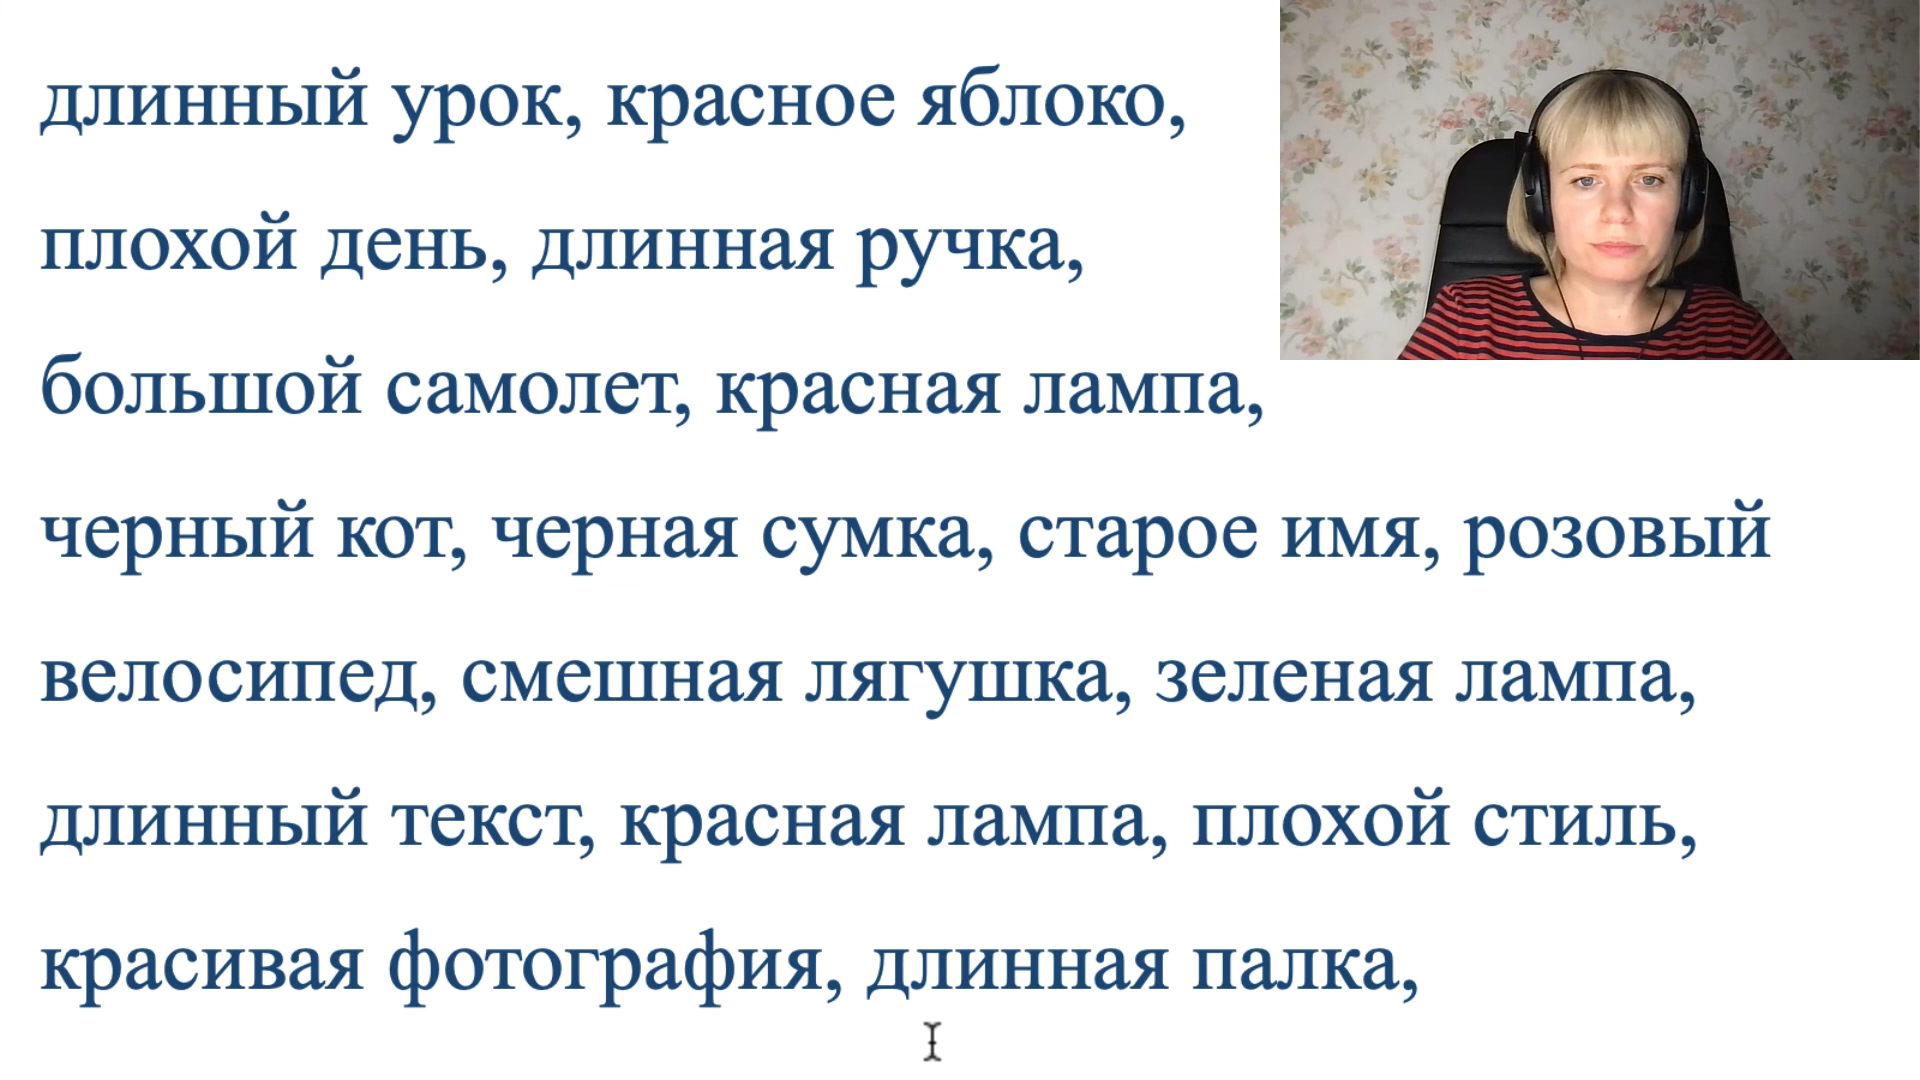 длинный урок, красное яблоко,
плохой день, длинная ручка,
большой самолет, красная лампа,
черный кот, черная сумка, старое имя, розовый
велосипед, смешная лягушка, зеленая лампа,
длинный текст, красная лампа, плохой стиль,
красивая фотография, длинная палка,